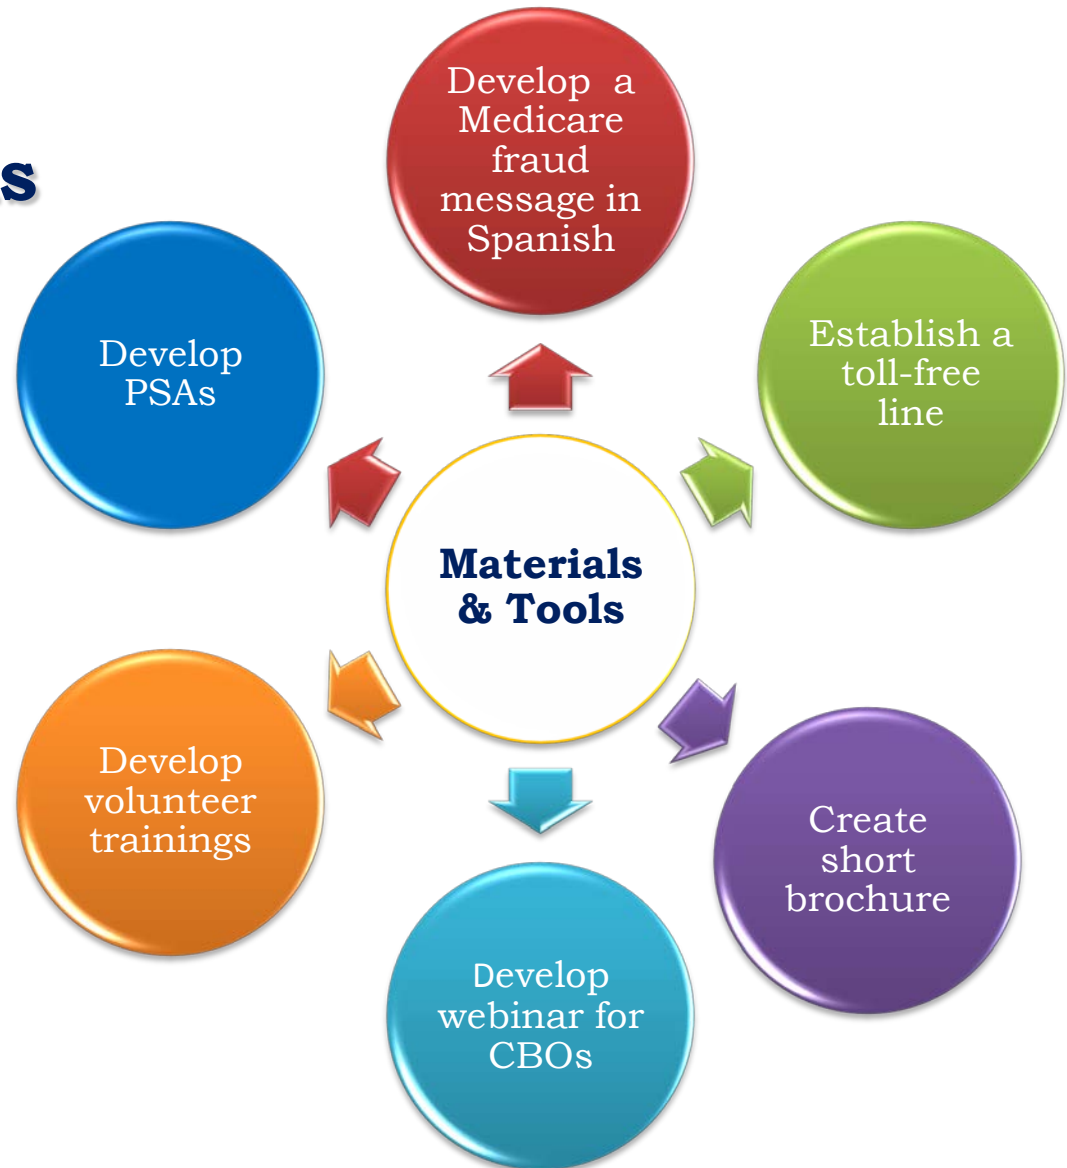 Develop a
Medicare
fraud
message in
Spanish
Develop
PSAs
Establish a
toll-free
line
Materials
& Tools
Develop
volunteer
trainings
Create
short
brochure
Develop
webinar for
CBOs